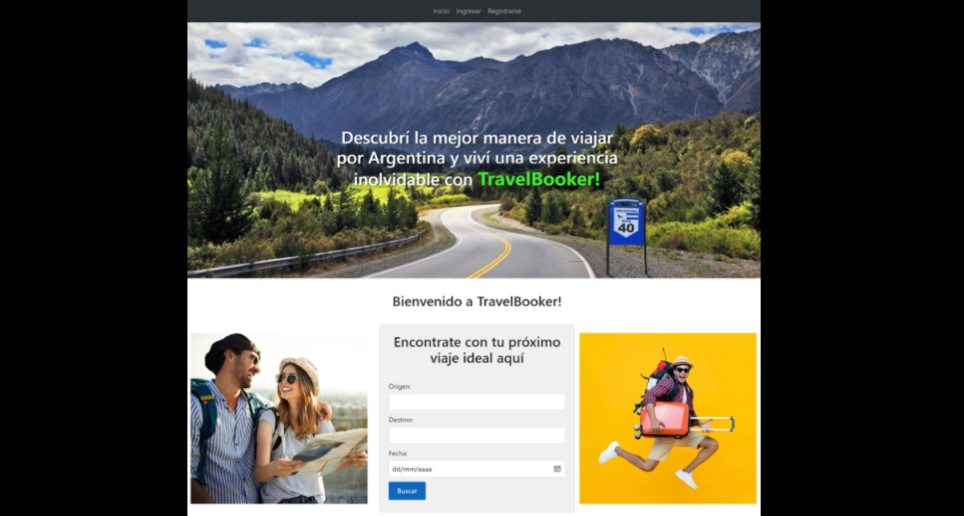 Inicio Ingresar Registrarse
Descubrí la mejor manera de viajar
por Argentina y viví una experiencia
inolvidable con TravelBooker!
40
Bienvenido a TravelBooker!
Encontrate con tu próximo
viaje ideal aquí
Origen:
Destino:
Fecha:
dd/mm/aaaa
Buscar